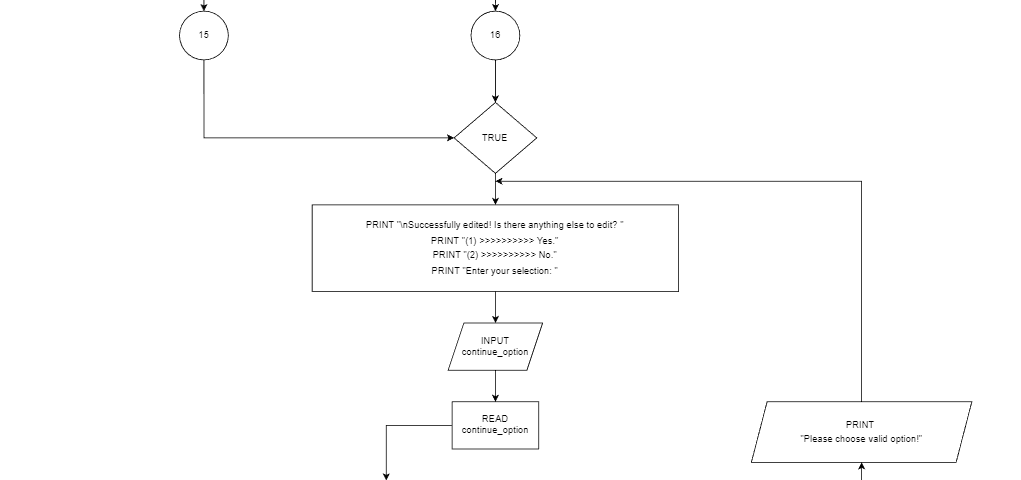 15
16
TRUE
PRINT "\nSuccessfully edited! Is there anything else to edit? "
PRINT "(1) >>>>>>>>>> Yes."
PRINT "(2) >>>>>>>>>> No."
PRINT "Enter your selection: "
INPUT
continue_option
READ
continue_option
PRINT
"Please choose valid option!"